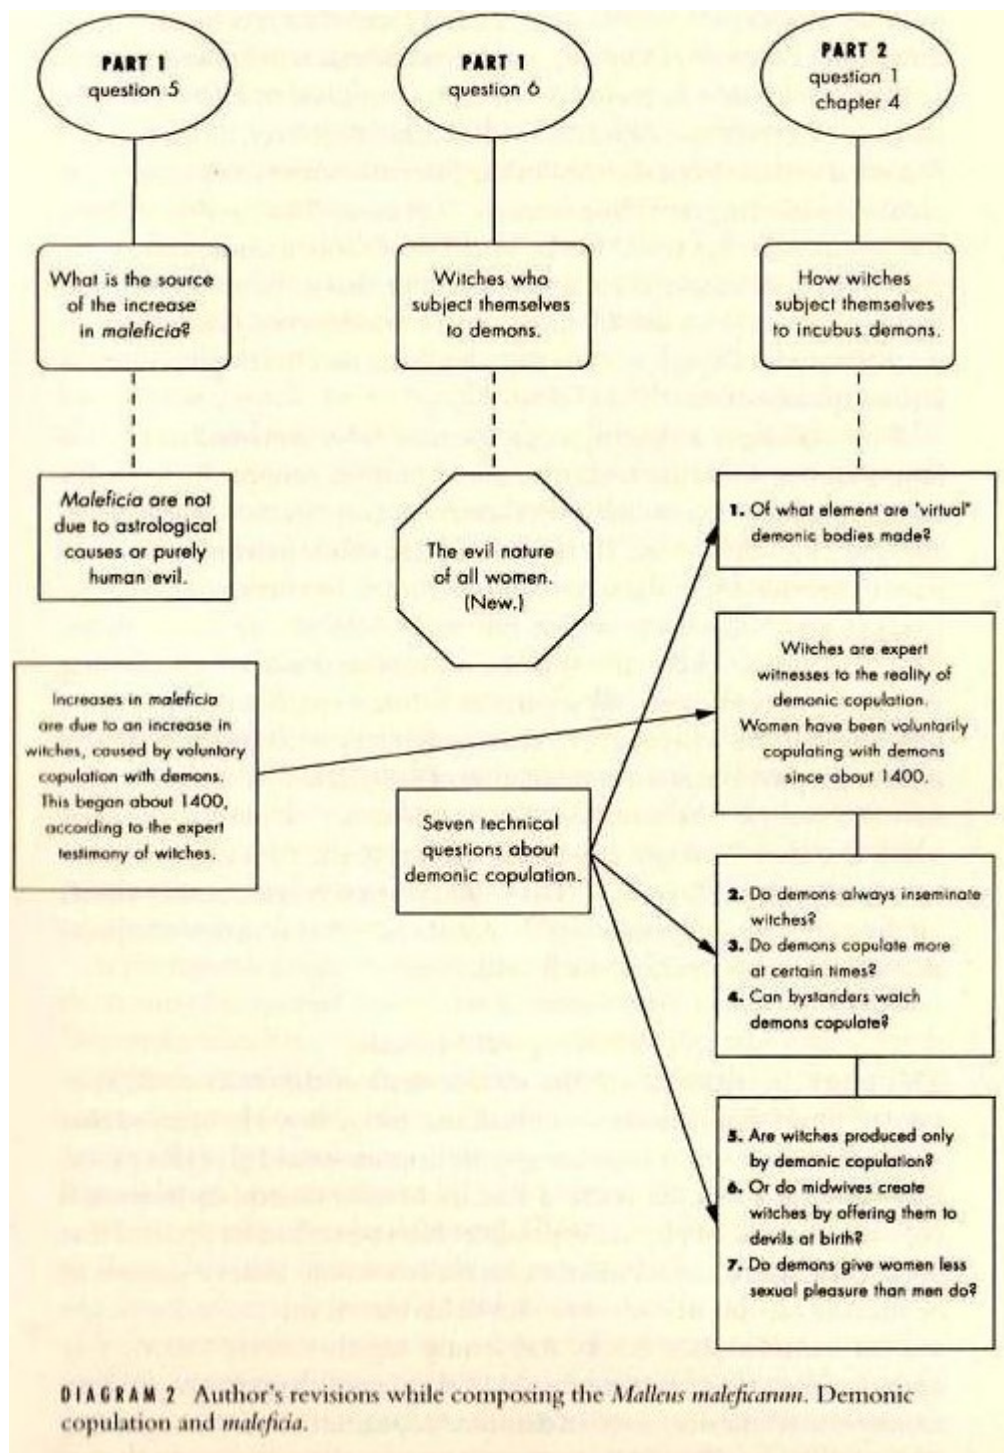 PART 1
question 5
PART 1
question 6
PART 2
question 1
chapter 4
What is the source
of the increase
in maleficia?
Witches who
subject themselves
to demons.
How witches
subject themselves
to incubus demons.
Maleficia are not
due to astrological
causes or purely
human evil.
The evil nature
of all women.
(New.)
1. Of what element are "virtual"
demonic bodies made?
Increases in maleficia
are due to an increase in
witches, caused by voluntary
copulation with demons.
This began about 1400,
according to the expert
testimony of witches.
Witches are expert
witnesses to the reality of
demonic copulation.
Women have been voluntarily
copulating with demons
since about 1400.
Seven technical
questions about
demonic copulation.
2. Do demons always inseminate
witches?
3. Do demons copulate more
at certain times?
4. Can bystanders watch
demons copulate?
5. Are witches produced only
by demonic copulation?
6. Or do midwives create
witches by offering them to
devils at birth?
7. Do demons give women less
sexual pleasure than men do?
DIAGRAM 2 Author's revisions while composing the Malleus maleficarum. Demonic
copulation and maleficia.